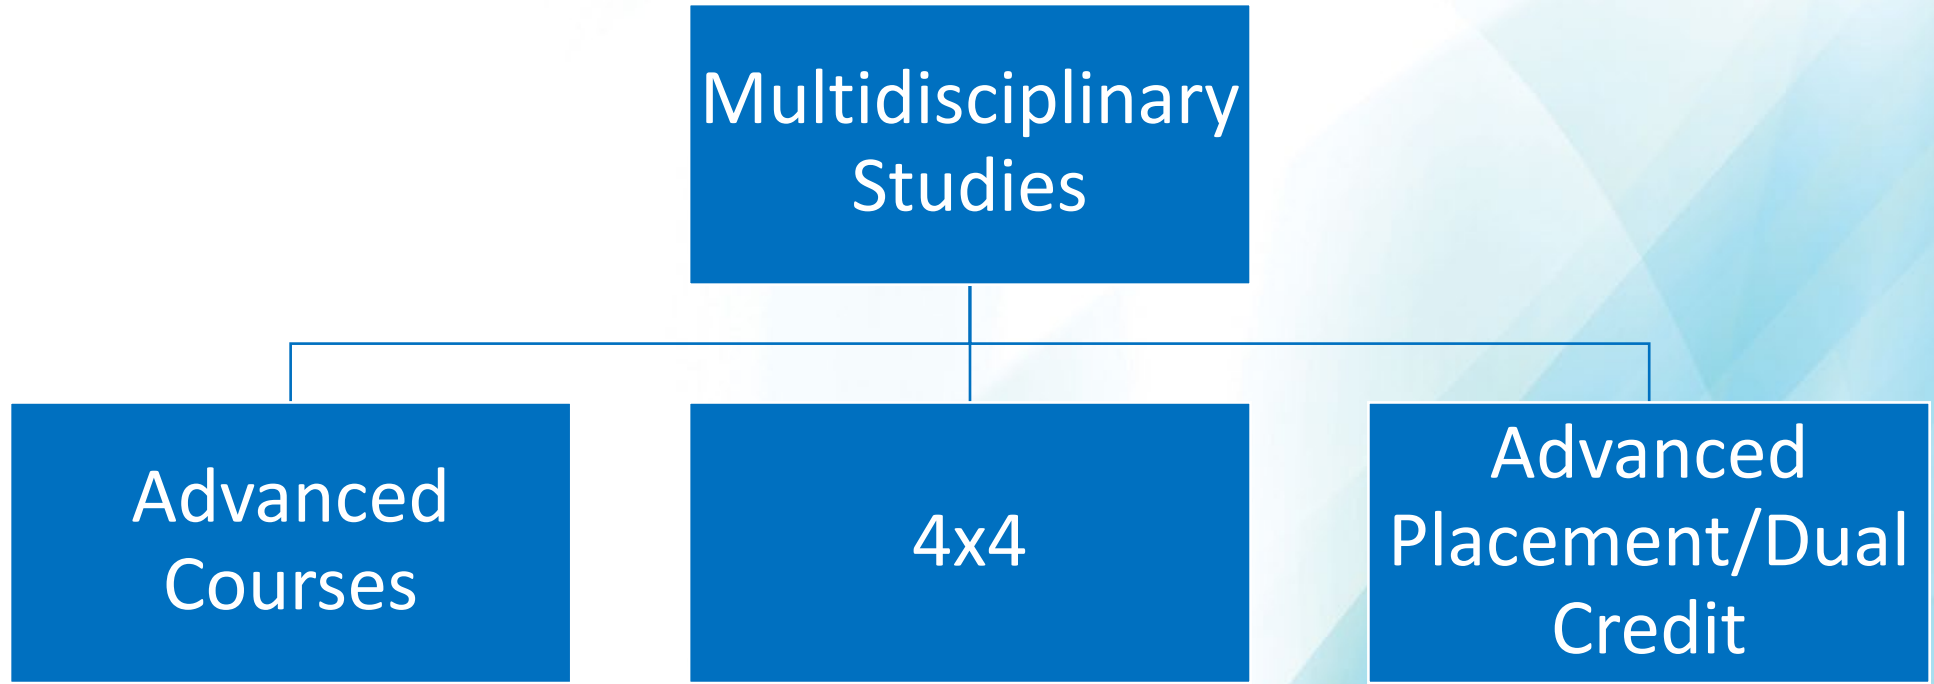 Multidisciplinary
Studies
Advanced
Courses
4x4
Advanced
Placement/Dual
Credit